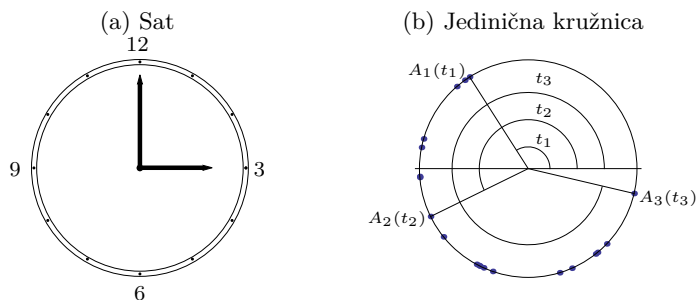 (a) Sat
12
9
3
6
(b) Jedinična kružnica
A₁(t₁)
t₃
t₂
t₁
A₂(t₂)
A₃(t₃)